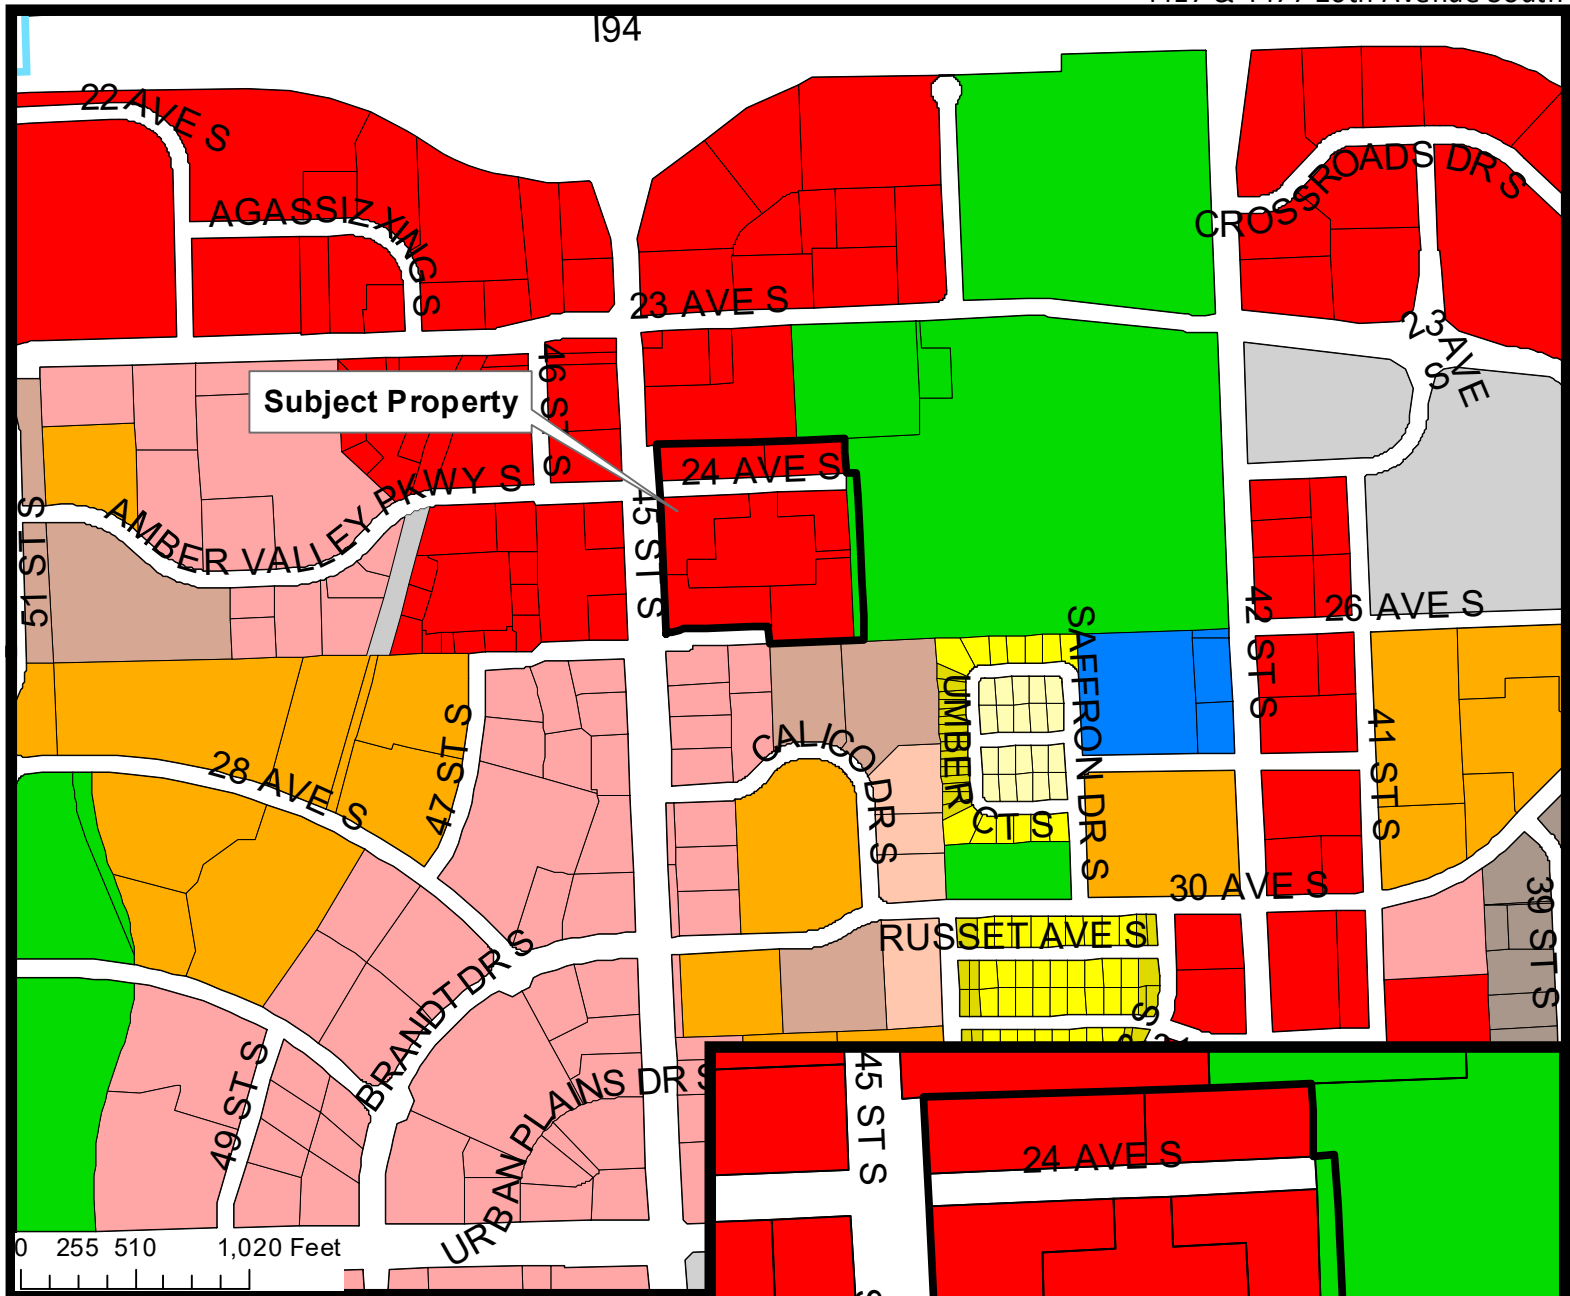 I94
22 AVE S
AGASSIZ XING S
CROSSROADS DR S
23 AVE S
23 AVE S
46 ST S
Subject Property
24 AVE S
AMBER VALLEY PKWY S
45 ST S
51 ST S
42 ST S
26 AVE S
SAFFRON DR S
UMBER CT S
47 ST S
41 ST S
CALICO DR S
28 AVE S
30 AVE S
39 ST S
RUSSET AVE S
BRANDT DR S
S
49 ST S
URBAN PLAINS DR S
45 ST S
24 AVE S
0 255 510 1,020 Feet